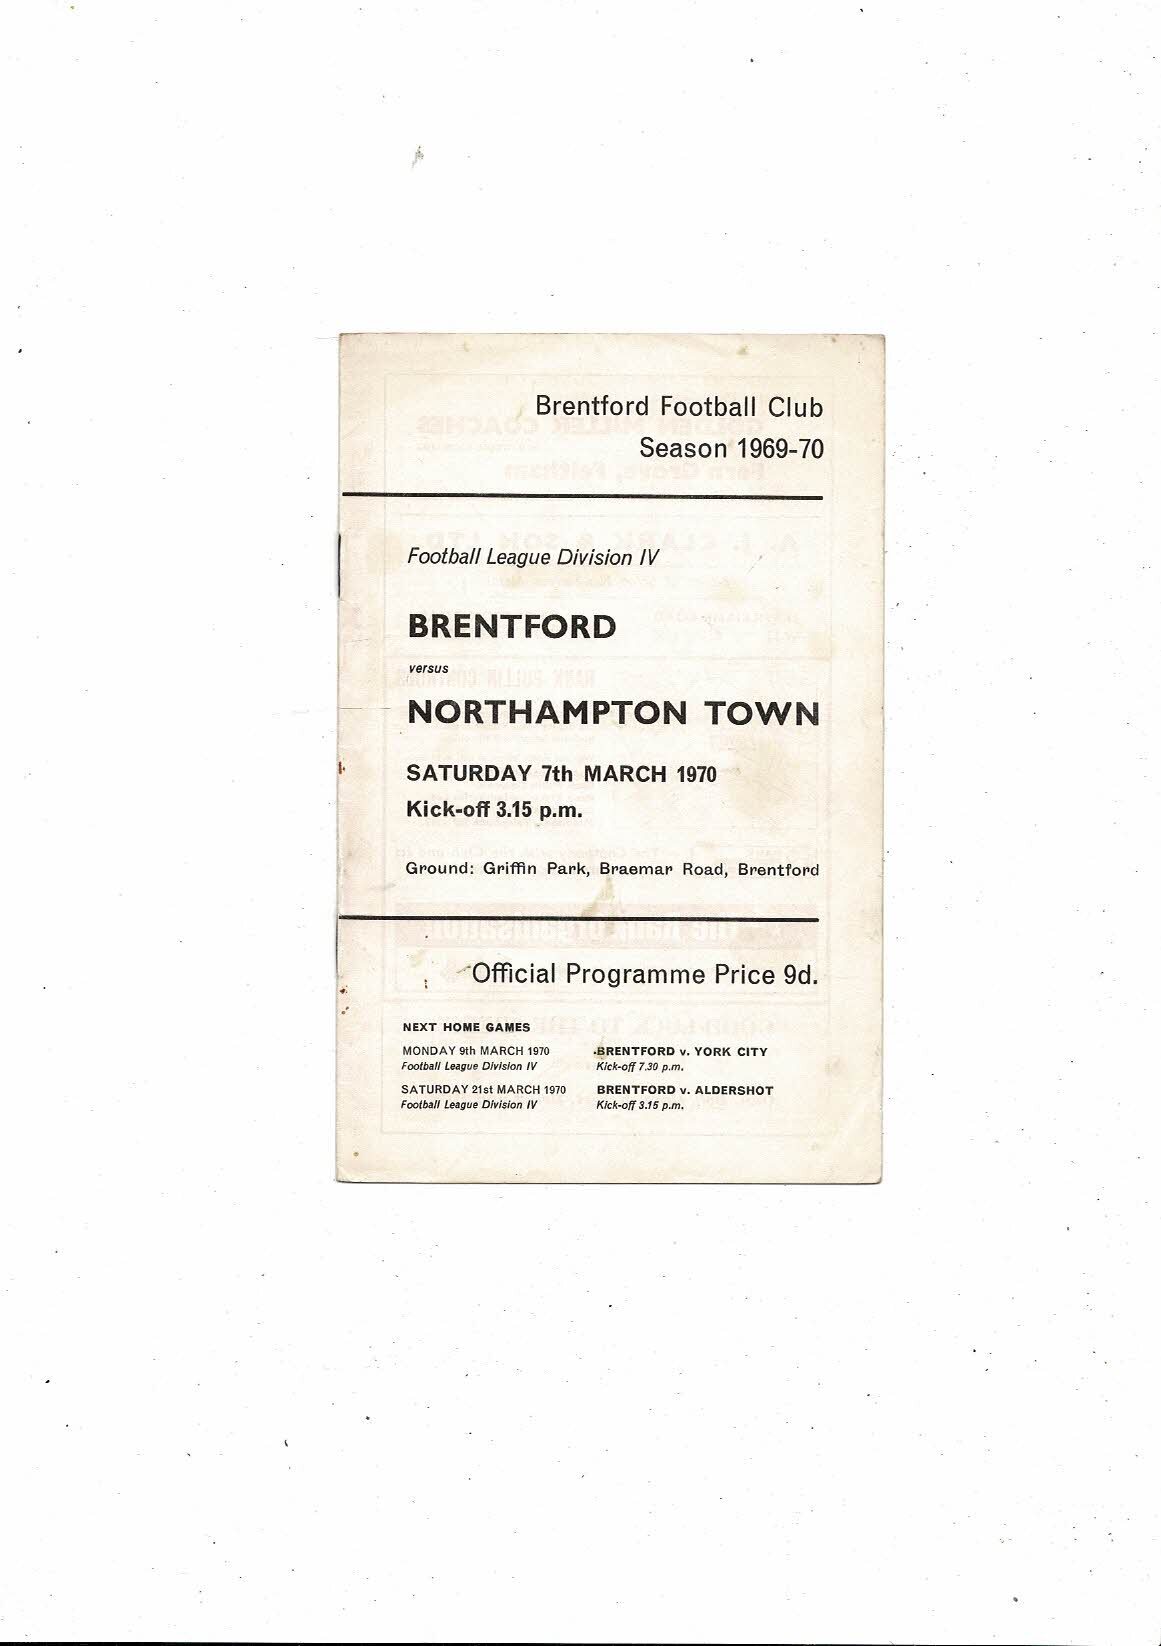 Brentford Football Club
Season 1969-70
Football League Division IV
BRENTFORD
versus
NORTHAMPTON TOWN
SATURDAY 7th MARCH 1970
Kick-off 3.15 p.m.
Ground: Griffin Park, Braemar Road, Brentford
Official Programme Price 9d.
NEXT HOME GAMES
MONDAY 9th MARCH 1970 BRENTFORD v. YORK CITY
Football League Division IV Kick-off 7.30 p.m.
SATURDAY 21st MARCH 1970 BRENTFORD v. ALDERSHOT
Football League Division IV Kick-off 3.15 p.m.